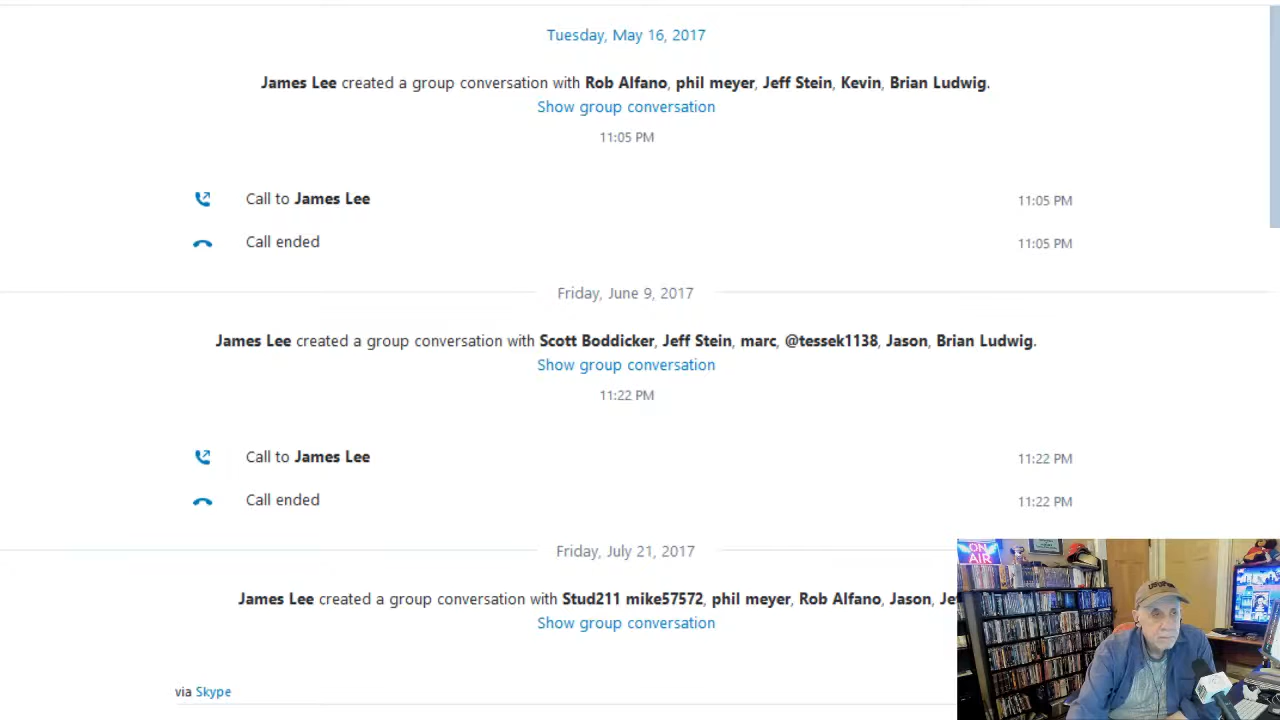 Tuesday, May 16, 2017
James Lee created a group conversation with Rob Alfano, phil meyer, Jeff Stein, Kevin, Brian Ludwig.
Show group conversation
11:05 PM
Call to James Lee 11:05 PM
Call ended 11:05 PM
Friday, June 9, 2017
James Lee created a group conversation with Scott Boddicker, Jeff Stein, marc, @tessek1138, Jason, Brian Ludwig.
Show group conversation
11:22 PM
Call to James Lee 11:22 PM
Call ended 11:22 PM
Friday, July 21, 2017
James Lee created a group conversation with Stud211 mike57572, phil meyer, Rob Alfano, Jason, Je
Show group conversation
via Skype
ON
AIR